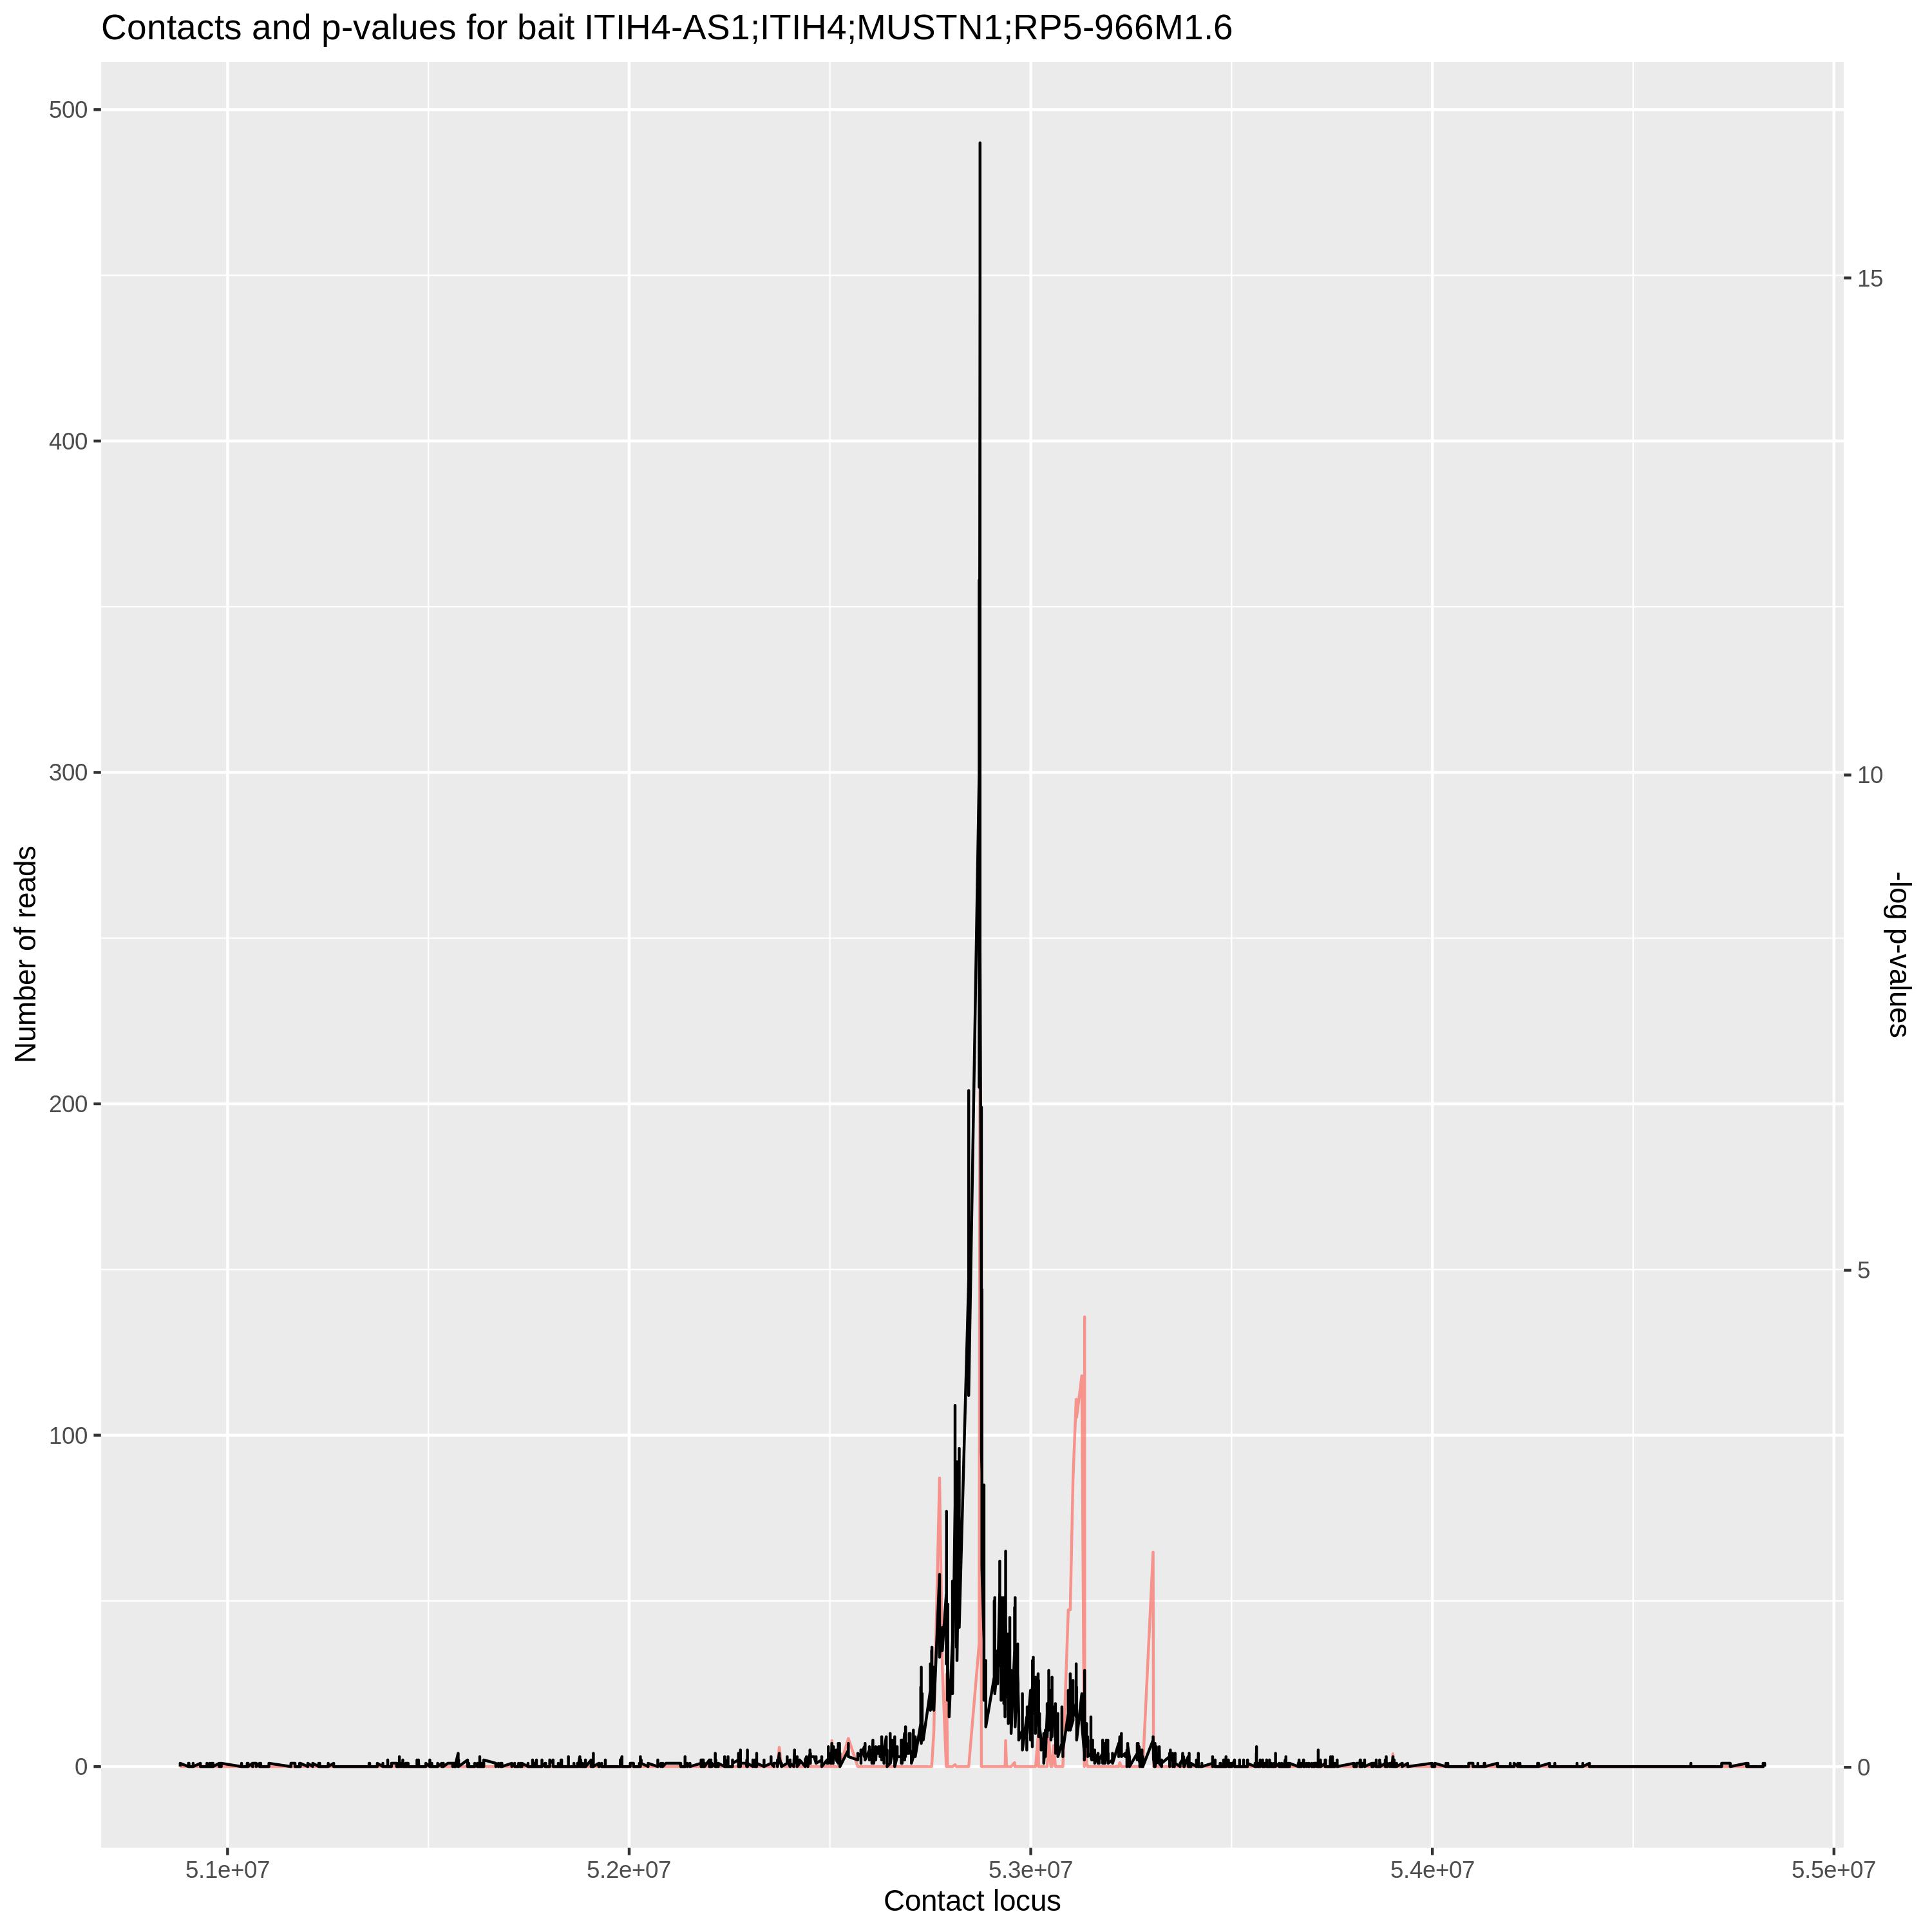 Contacts and p-values for bait ITIH4-AS1;ITIH4;MUSTN1;RP5-966M1.6
500
400
300
200
100
0
Number of reads
15
10
5
0
-log p-values
5.1e+07 5.2e+07 5.3e+07 5.4e+07 5.5e+07
Contact locus